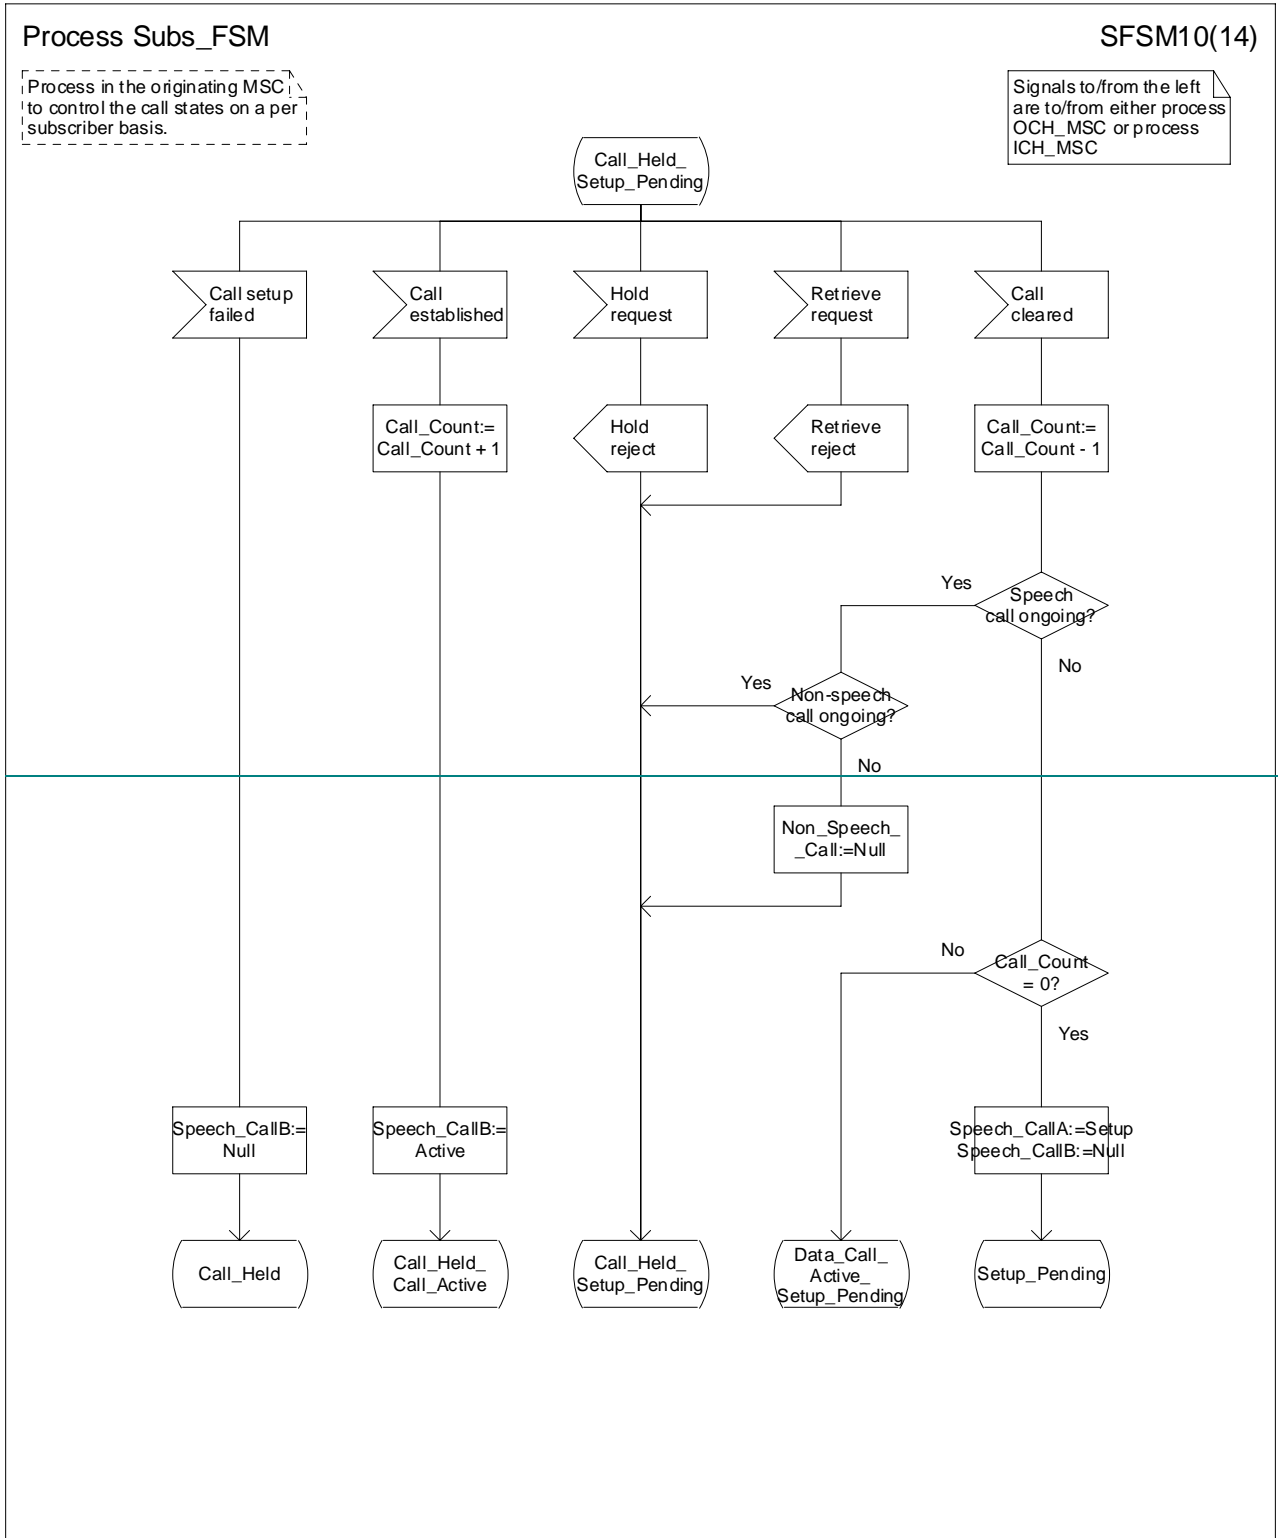 Process Subs_FSM
SFSM10(14)
Process in the originating MSC
to control the call states on a per
subscriber basis.
Signals to/from the left
are to/from either process
OCH_MSC or process
ICH_MSC
Call_Held_
Setup_Pending
Call setup
failed
Call
established
Hold
request
Retrieve
request
Call
cleared
Call_Count:=
Call_Count + 1
Hold
reject
Retrieve
reject
Call_Count:=
Call_Count - 1
Yes
Speech
call ongoing?
No
Yes
Non-speech
call ongoing?
No
Non_Speech_
_Call:=Null
No
Call_Count
= 0?
Yes
Speech_CallB:=
Null
Speech_CallB:=
Active
Speech_CallA:=Setup
Speech_CallB:=Null
Call_Held
Call_Held_
Call_Active
Call_Held_
Setup_Pending
Data_Call_
Active_
Setup_Pending
Setup_Pending